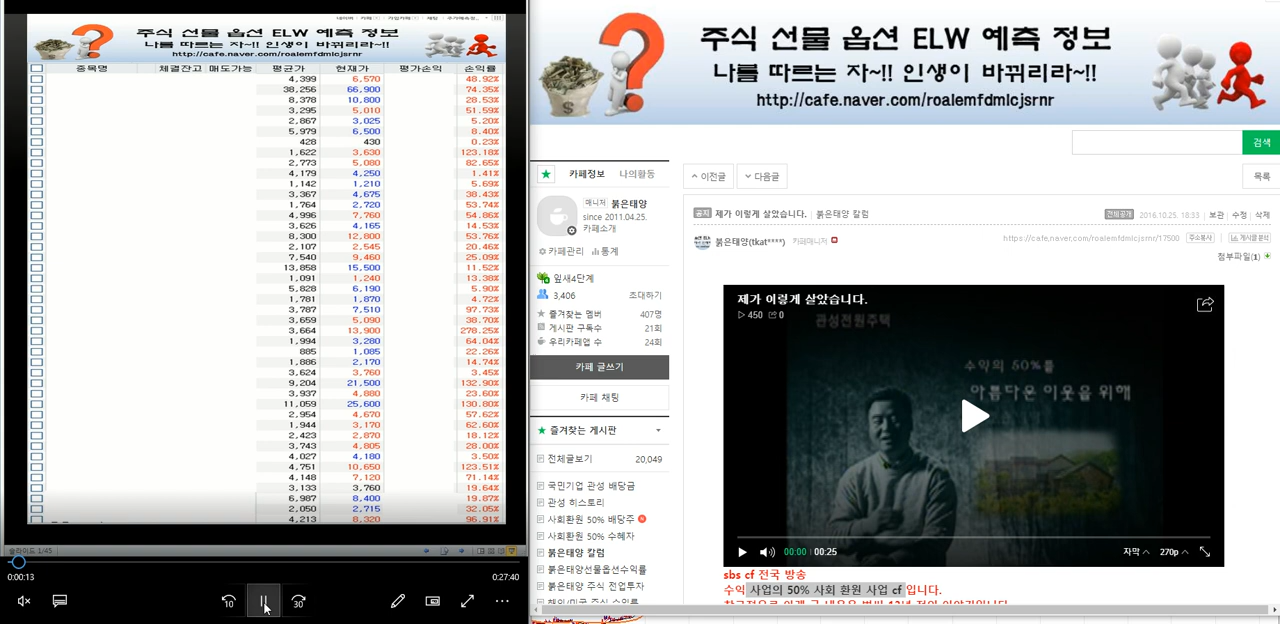 주식 선물 옵션 ELW 예측 정보
나를 따르는 자~!! 인생이 바뀌리라~!!
http://cafe.naver.com/roalemfdmlcjsrnr
종목명 체결잔고 매도가능 평균가 현재가 평가손익 손익률
4,399 6,570 48.92%
38,256 66,900 74.35%
8,378 10,800 28.53%
3,295 5,010 51.59%
2,867 3,025 5.20%
5,979 6,500 8.40%
428 430 0.23%
1,622 3,630 123.18%
2,773 5,080 82.65%
4,179 4,250 1.41%
1,142 1,210 5.69%
3,367 4,675 38.43%
1,764 2,720 53.74%
4,996 7,760 54.86%
3,626 4,165 14.53%
8,300 12,800 53.76%
2,107 2,545 20.46%
7,540 9,460 25.09%
13,858 15,500 11.52%
1,091 1,240 13.38%
5,828 6,190 5.90%
1,781 1,870 4.72%
3,787 7,510 97.73%
3,659 5,090 38.70%
3,664 13,900 278.25%
1,994 3,280 64.04%
885 1,085 22.26%
1,886 2,170 14.74%
3,624 3,760 3.45%
9,204 21,500 132.90%
3,937 4,880 23.60%
11,059 25,600 130.80%
2,954 4,670 57.62%
1,944 3,170 62.60%
2,423 2,870 18.12%
3,743 4,805 28.00%
4,027 4,180 3.50%
4,751 10,650 123.51%
4,148 7,120 71.14%
3,133 3,760 19.64%
6,987 8,400 19.87%
2,050 2,715 32.05%
4,213 8,320 96.91%
슬라이드 1/45
0:00:13 0:27:40
10 30
주식 선물 옵션 ELW 예측 정보
나를 따르는 자~!! 인생이 바뀌리라~!!
http://cafe.naver.com/roalemfdmlcjsrnr
검색
카페정보 나의활동
매니저 붉은태양
since 2011.04.25.
카페소개
카페관리 통계
잎새4단계
3,406 초대하기
즐겨찾는 멤버 407명
게시판 구독수 21회
우리카페앱 수 24회
카페 글쓰기
카페 채팅
즐겨찾는 게시판
전체글보기 20,049
국민기업 관성 배당금
관성 히스토리
사회환원 50% 배당주
사회환원 50% 수혜자
붉은태양 칼럼
붉은태양선물옵션수익률
붉은태양 주식 전업투자
해외/미국 주식 수익률
이전글 다음글 목록
공지 제가 이렇게 살았습니다. | 붉은태양 칼럼 전체공개 2016.10.25. 18:33 | 보관 | 수정 | 삭제
붉은태양(tkat****) 카페매니저 https://cafe.naver.com/roalemfdmlcjsrnr/17500 주소복사 | 게시글 분석
첨부파일(1)
제가 이렇게 살았습니다.
450 0
관성전원주택
수익의 50%를
아름다운 이웃을 위해
00:00 00:25 자막 270p
sbs cf 전국 방송
수익 사업의 50% 사회 환원 사업 cf 입니다.